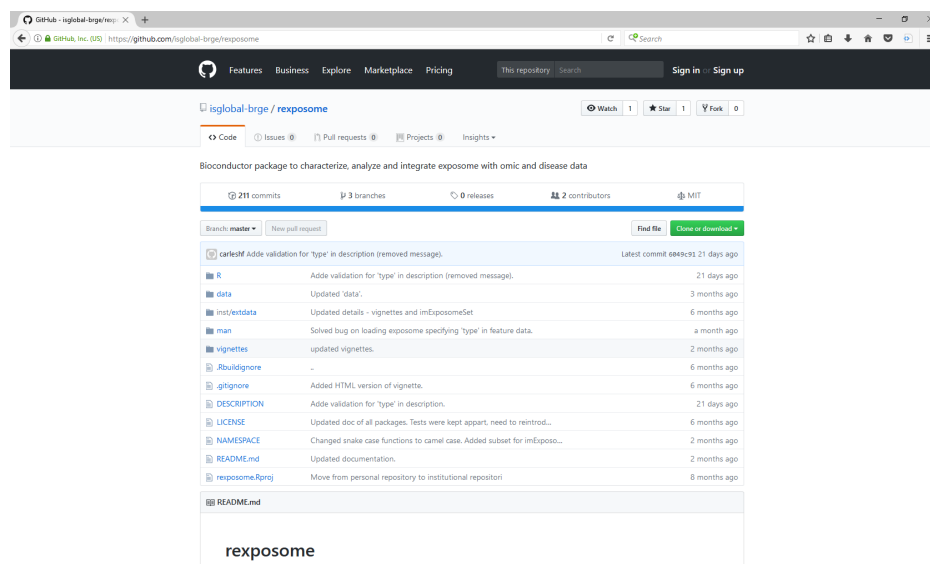 GitHub - isglobal-brge/rexp
GitHub, Inc. (US) https://github.com/isglobal-brge/rexposome
Search
Features Business Explore Marketplace Pricing This repository Search Sign in or Sign up
isglobal-brge / rexposome
Watch 1 Star 1 Fork 0
Code Issues 0 Pull requests 0 Projects 0 Insights
Bioconductor package to characterize, analyze and integrate exposome with omic and disease data
211 commits 3 branches 0 releases 2 contributors MIT
Branch: master New pull request Find file Clone or download
carleshf Adde validation for 'type' in description (removed message). Latest commit 6049c91 21 days ago
R Adde validation for 'type' in description (removed message). 21 days ago
data Updated 'data'. 3 months ago
inst/extdata Updated details - vignettes and imExposomeSet 6 months ago
man Solved bug on loading exposome specifying 'type' in feature data. a month ago
vignettes updated vignettes. 2 months ago
.Rbuildignore .. 6 months ago
.gitignore Added HTML version of vignette. 6 months ago
DESCRIPTION Adde validation for 'type' in description. 21 days ago
LICENSE Updated doc of all packages. Tests were kept appart, need to reintrod... 6 months ago
NAMESPACE Changed snake case functions to camel case. Added subset for imExposo... 2 months ago
README.md Updated documentation. 2 months ago
rexposome.Rproj Move from personal repository to institutional repositori 8 months ago
README.md
rexposome